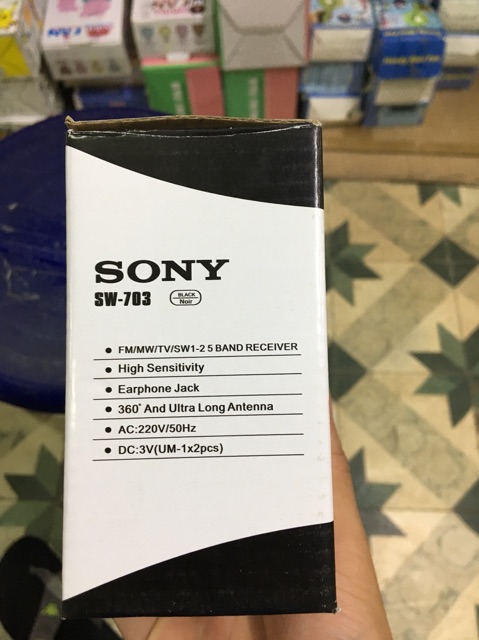 SONY
SW-703
BLACK
Noir
• FM/MW/TV/SW1-2 5 BAND RECEIVER
• High Sensitivity
• Earphone Jack
• 360° And Ultra Long Antenna
• AC:220V/50Hz
• DC:3V(UM-1x2pcs)